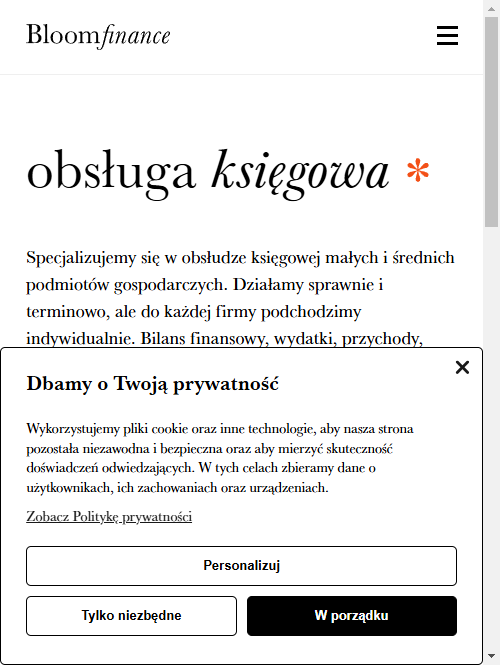 Bloomfinance
obsługa księgowa *
Specjalizujemy się w obsłudze księgowej małych i średnich
podmiotów gospodarczych. Działamy sprawnie i
terminowo, ale do każdej firmy podchodzimy
indywidualnie. Bilans finansowy, wydatki, przychody,
Dbamy o Twoją prywatność
Wykorzystujemy pliki cookie oraz inne technologie, aby nasza strona
pozostała niezawodna i bezpieczna oraz aby mierzyć skuteczność
doświadczeń odwiedzających. W tych celach zbieramy dane o
użytkownikach, ich zachowaniach oraz urządzeniach.
Zobacz Politykę prywatności
Personalizuj
Tylko niezbędne
W porządku